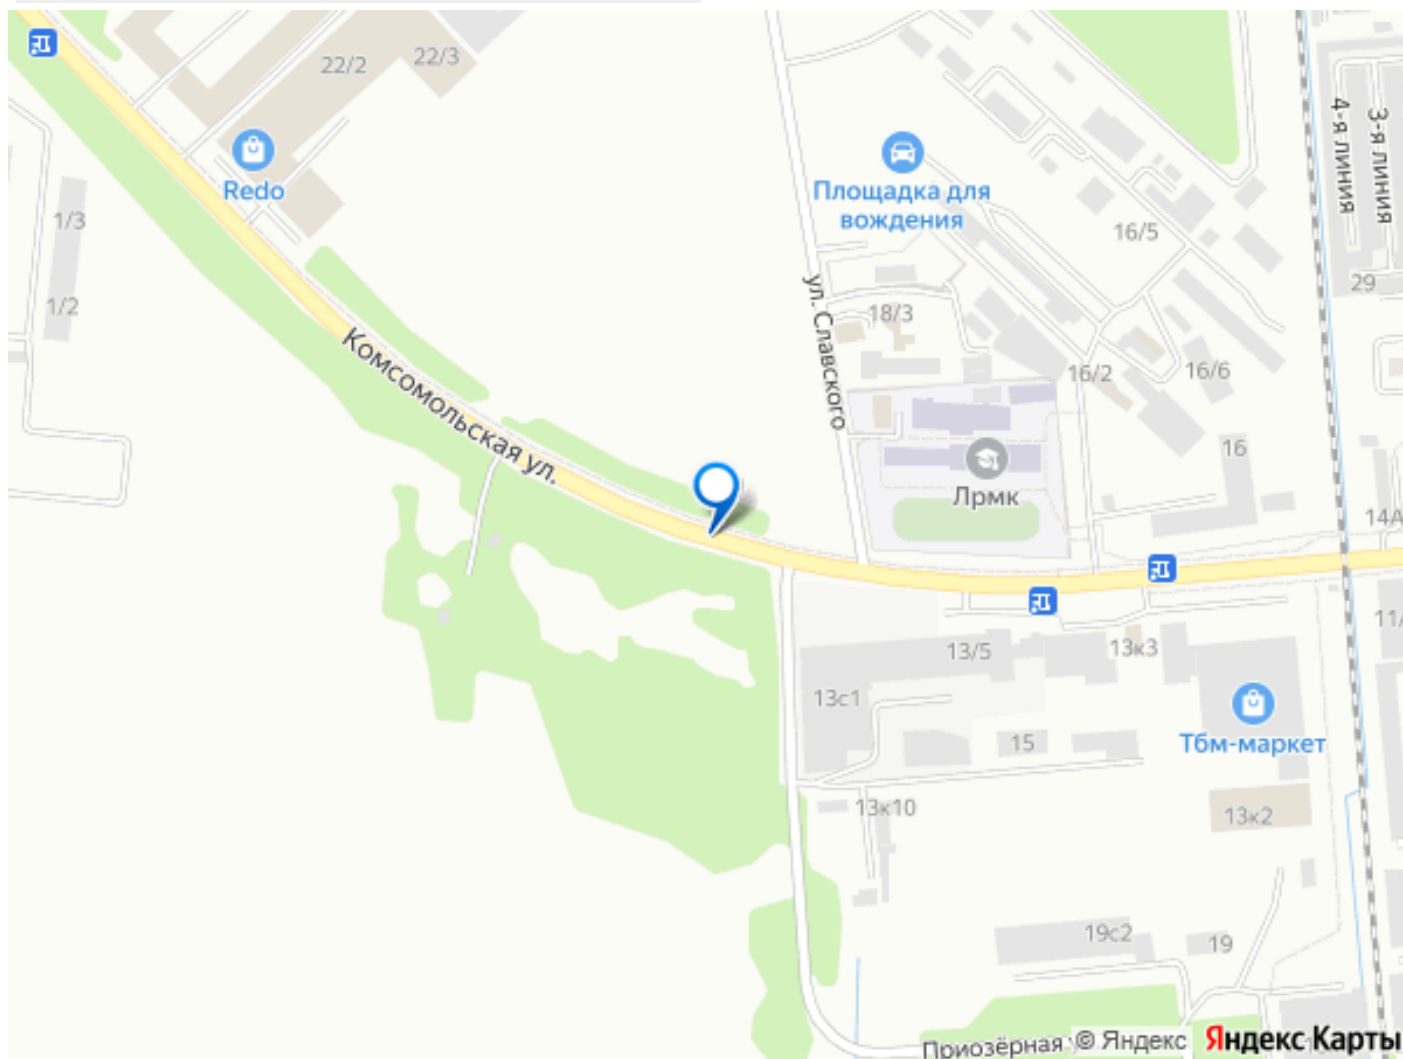 22/2
22/3
Redo
1/3
1/2
Комсомольская ул.
ул. Славского
Площадка для
вождения
16/5
4-я линия
3-я линия
29
18/3
16/2
16/6
Лрмк
16
14А
13/5
13к3
11/
13с1
15
Тбм-маркет
13к10
13к2
19с2
19
Приозёрная
© Яндекс
Яндекс Карты